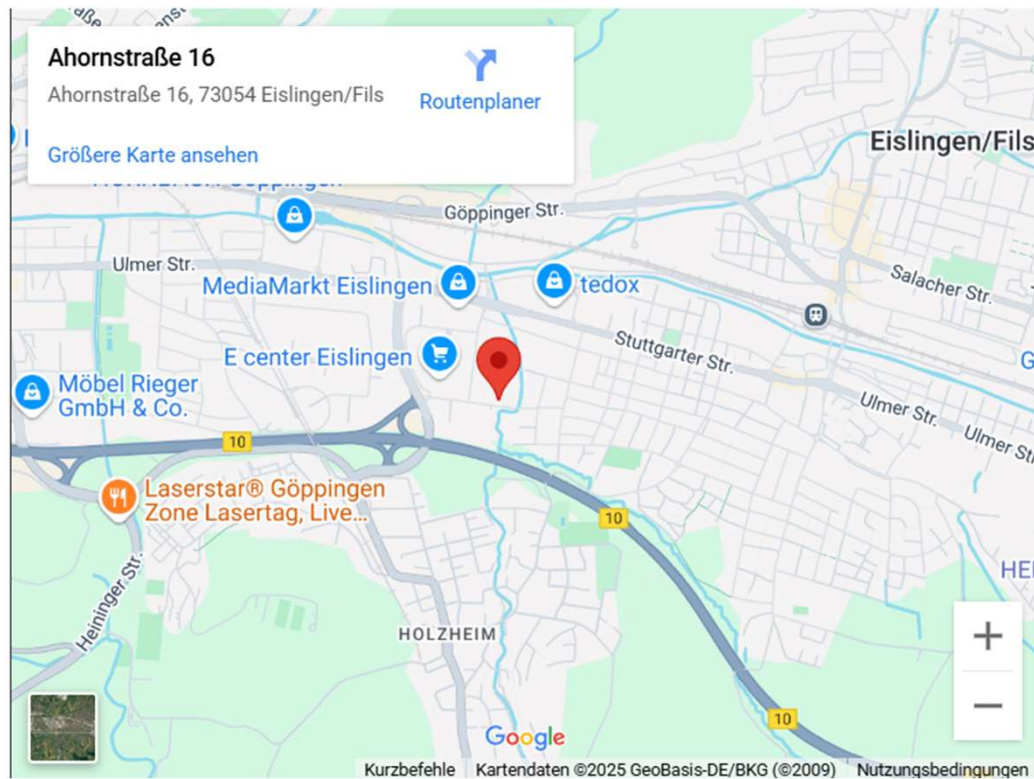 Ahornstraße 16
Ahornstraße 16, 73054 Eislingen/Fils
Routenplaner
Größere Karte ansehen
Eislingen/Fils
Göppinger Str.
Ulmer Str.
MediaMarkt Eislingen
tedox
Salacher Str.
E center Eislingen
Stuttgarter Str.
Möbel Rieger
GmbH & Co.
Ulmer Str.
10
Laserstar® Göppingen
Zone Lasertag, Live...
10
Heininger Str.
HOLZHEIM
10
Google
Kurzbefehle
Kartendaten ©2025 GeoBasis-DE/BKG (©2009)
Nutzungsbedingungen